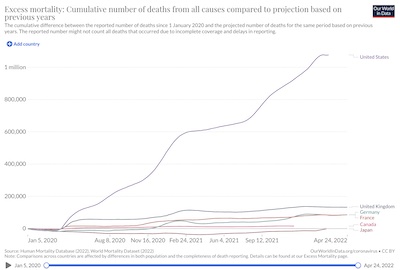 Excess mortality: Cumulative number of deaths from all causes compared to projection based on
previous years
Our World
in Data
The cumulative difference between the reported number of deaths since 1 January 2020 and the projected number of deaths for the same period based on previous
years. The reported number might not count all deaths that occurred due to incomplete coverage and delays in reporting.
Add country
United States
1 million
800,000
600,000
400,000
200,000
United Kingdom
Germany
France
Canada
Japan
0
Jan 5, 2020
Aug 8, 2020
Nov 16, 2020
Feb 24, 2021
Jun 4, 2021
Sep 12, 2021
Apr 24, 2022
Source: Human Mortality Database (2022), World Mortality Dataset (2022)
OurWorldInData.org/coronavirus • CC BY
Note: Comparisons across countries are affected by differences in both population and the completeness of death reporting. Details can be found at our Excess Mortality page.
Jan 5, 2020
Apr 24, 2022